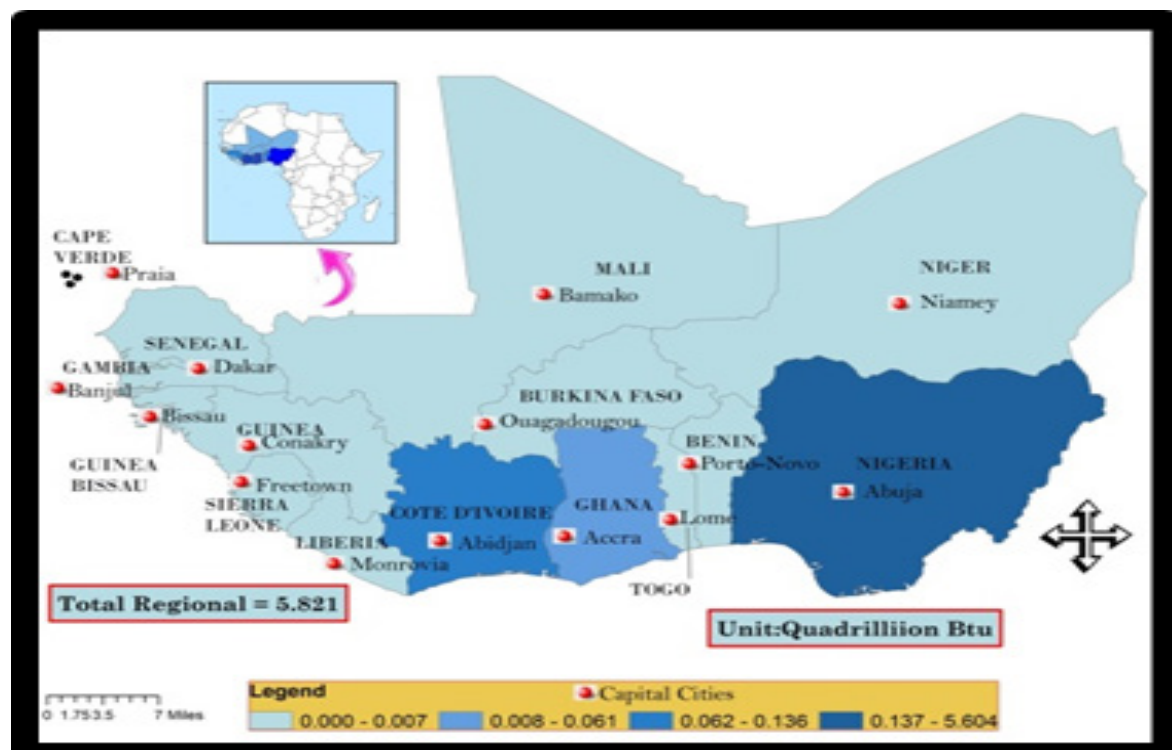 CAPE
VERDE
Praia
MALI
Bamako
NIGER
Niamey
SENEGAL
Dakar
GAMBIA
Banjul
BURKINA FASO
Ouagadougou
Bissau
GUINEA
Conakry
GUINEA
BISSAU
BENIN
Porto-Novo
NIGERIA
Abuja
Freetown
SIERRA
LEONE
COTE D'IVOIRE
Abidjan
GHANA
Accra
Lome
LIBERIA
Monrovia
TOGO
Total Regional = 5.821
Unit:Quadrilliion Btu
Legend
Capital Cities
0.000 - 0.007
0.008 - 0.061
0.062 - 0.136
0.137 - 5.604
0 1.753.5 7 Miles